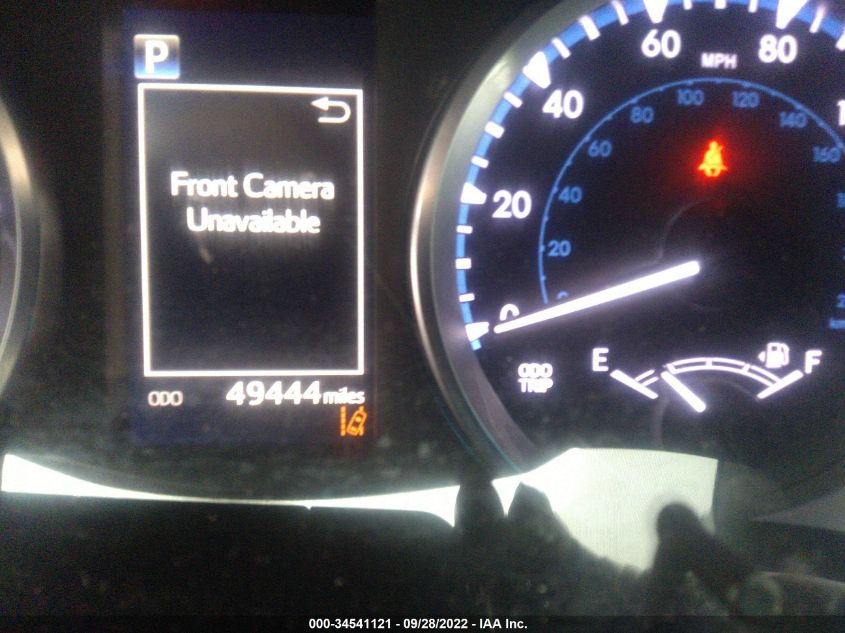 P
Front Camera
Unavailable
ODO 49444 miles
0 20 40 60 80
MPH
0 20 40 60 80 100 120 140 160
ODO
TRIP
E F
000-34541121 - 09/28/2022 - IAA Inc.